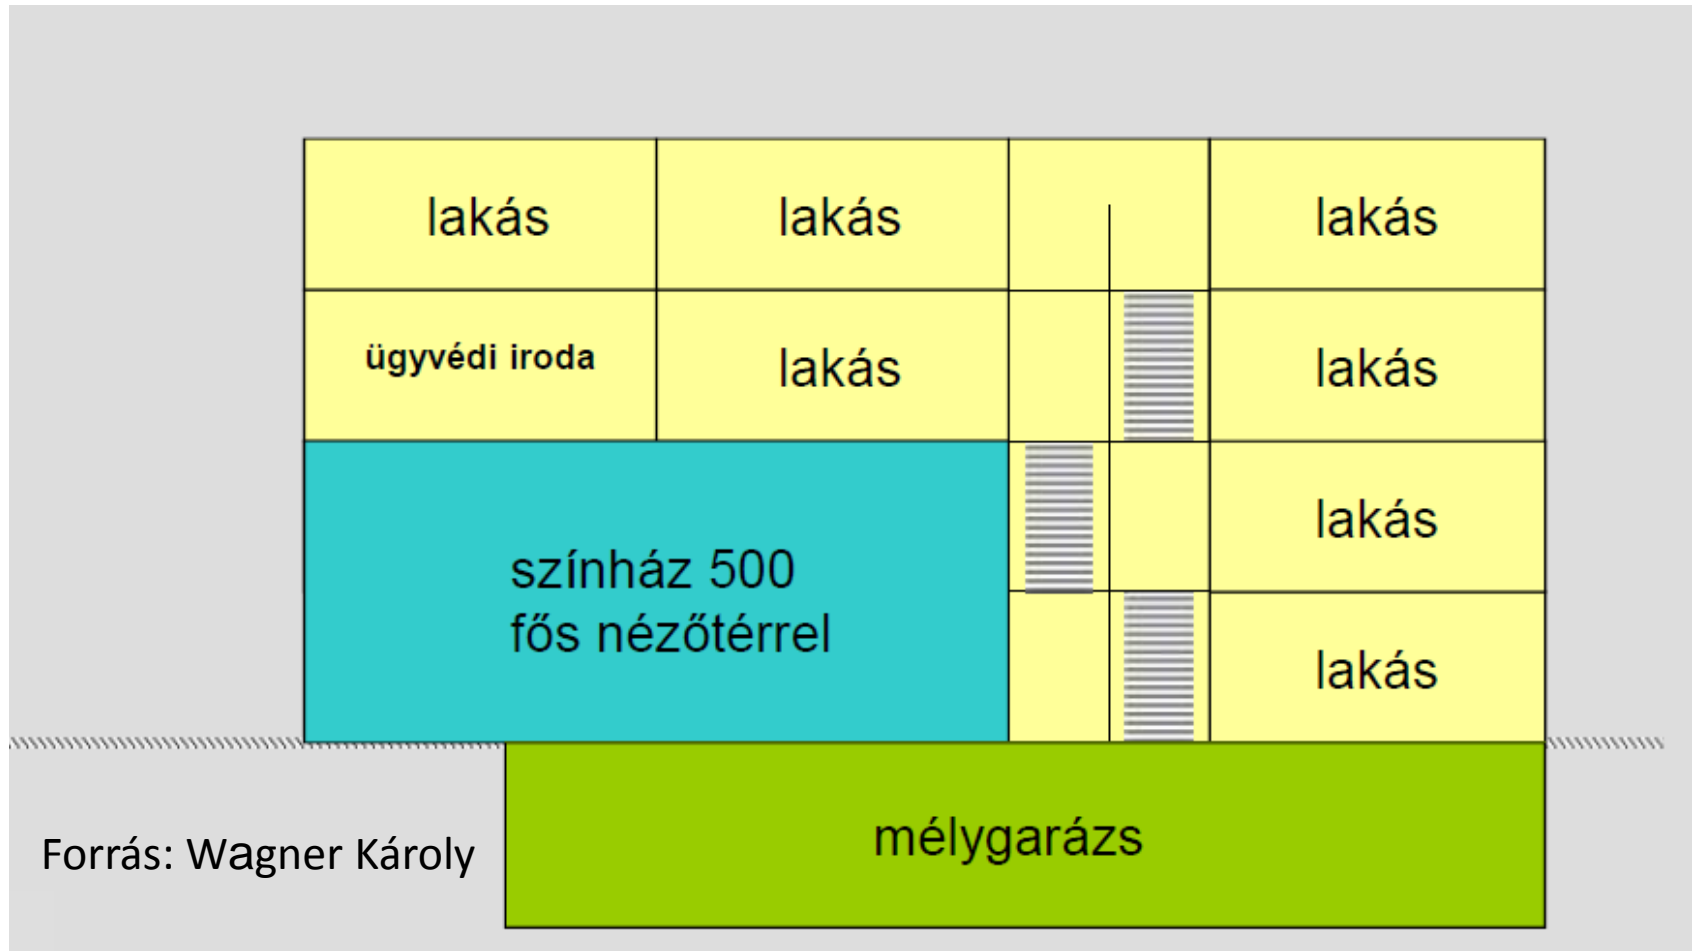 lakás
lakás
lakás
ügyvédi iroda
lakás
lakás
lakás
színház 500
fős nézőtérrel
lakás
mélygarázs
Forrás: Wagner Károly